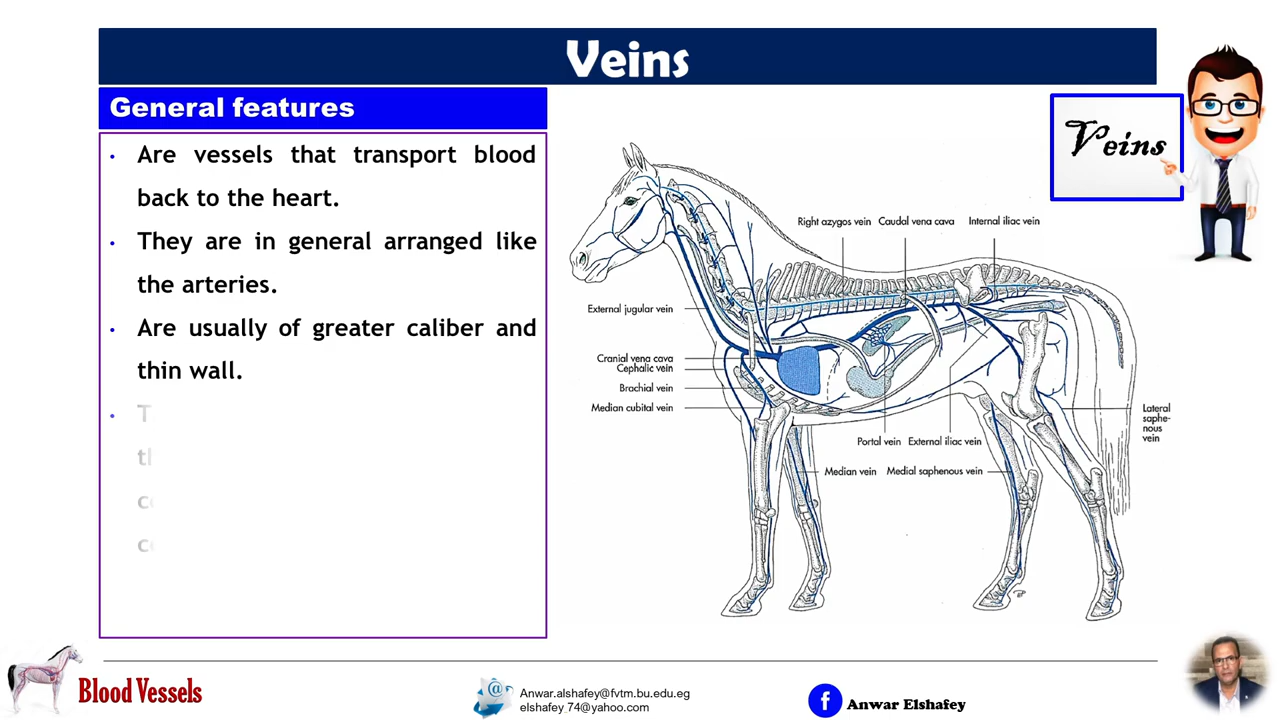 Veins
General features
Veins
• Are vessels that transport blood
back to the heart.
• They are in general arranged like
the arteries.
• Are usually of greater caliber and
thin wall.
•
Right azygos vein Caudal vena cava Internal iliac vein
External jugular vein
Cranial vena cava
Cephalic vein
Brachial vein
Median cubital vein
Lateral
saphe-
nous
vein
Portal vein External iliac vein
Median vein Medial saphenous vein
Blood Vessels
Anwar.alshafey@fvtm.bu.edu.eg
elshafey_74@yahoo.com
f Anwar Elshafey